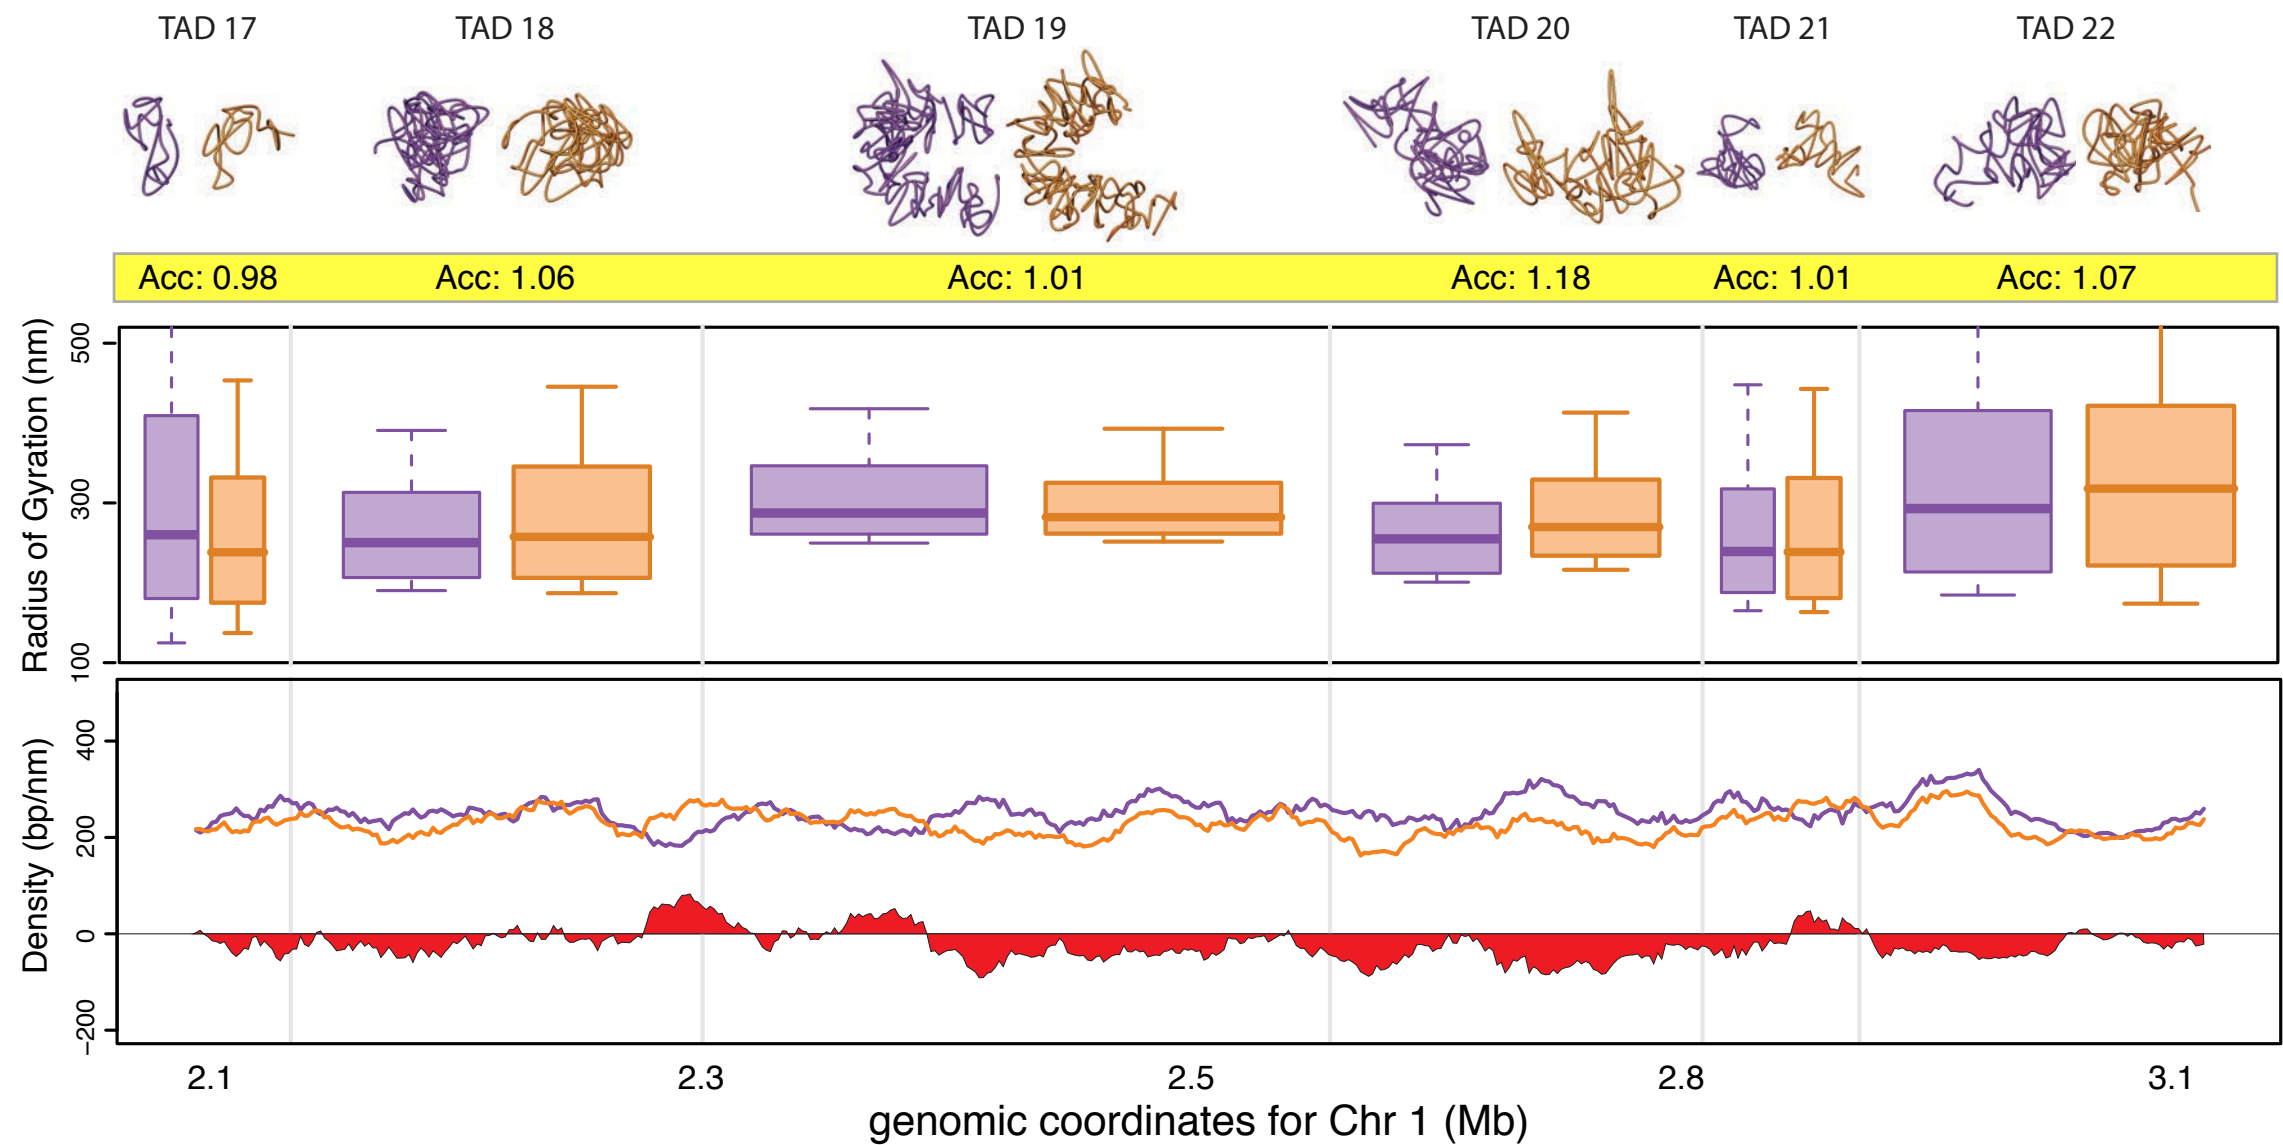 TAD 17 TAD 18 TAD 19 TAD 20 TAD 21 TAD 22
Acc: 0.98 Acc: 1.06 Acc: 1.01 Acc: 1.18 Acc: 1.01 Acc: 1.07
Radius of Gyration (nm)
500
300
100
Density (bp/nm)
400
200
0
−200
2.1 2.3 2.5 2.8 3.1
genomic coordinates for Chr 1 (Mb)